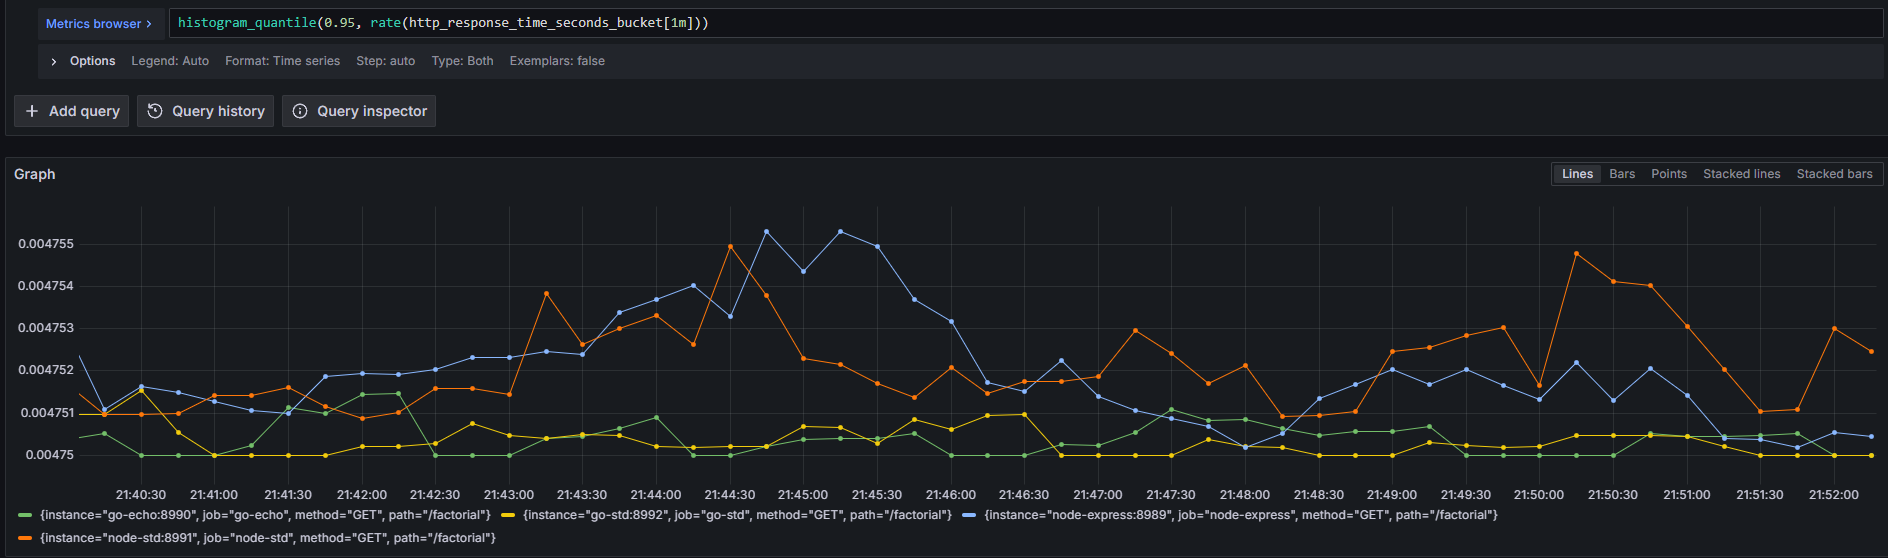 Metrics browser > histogram_quantile(0.95, rate(http_response_time_seconds_bucket[1m]))
> Options Legend: Auto Format: Time series Step: auto Type: Both Exemplars: false
+ Add query Query history Query inspector
Graph Lines Bars Points Stacked lines Stacked bars
0.004755
0.004754
0.004753
0.004752
0.004751
0.00475
21:40:30 21:41:00 21:41:30 21:42:00 21:42:30 21:43:00 21:43:30 21:44:00 21:44:30 21:45:00 21:45:30 21:46:00 21:46:30 21:47:00 21:47:30 21:48:00 21:48:30 21:49:00 21:49:30 21:50:00 21:50:30 21:51:00 21:51:30 21:52:00
{instance="go-echo:8990", job="go-echo", method="GET", path="/factorial"} {instance="go-std:8992", job="go-std", method="GET", path="/factorial"} {instance="node-express:8989", job="node-express", method="GET", path="/factorial"}
{instance="node-std:8991", job="node-std", method="GET", path="/factorial"}